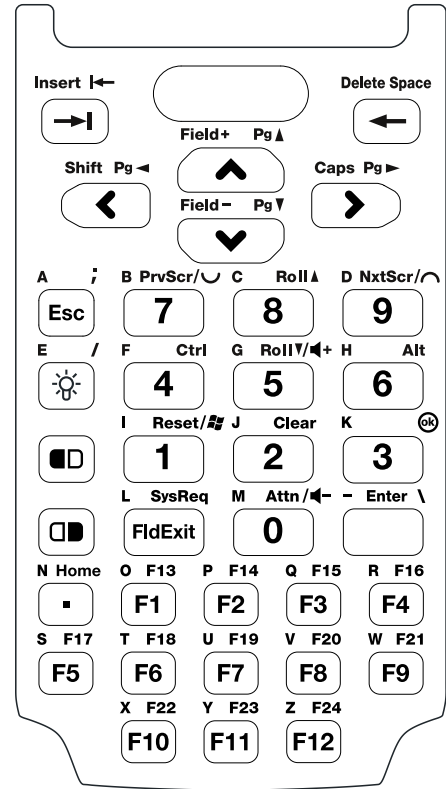 Insert Delete Space
Field+ Pg▲
Shift Pg◄ Caps Pg►
Field− Pg▼
A ; B PrvScr/ C Roll▲ D NxtScr/
Esc 7 8 9
E / F Ctrl G Roll▼/+ H Alt
4 5 6
I Reset/ J Clear K ok
1 2 3
L SysReq M Attn/− − Enter \
FldExit 0
N Home O F13 P F14 Q F15 R F16
. F1 F2 F3 F4
S F17 T F18 U F19 V F20 W F21
F5 F6 F7 F8 F9
X F22 Y F23 Z F24
F10 F11 F12